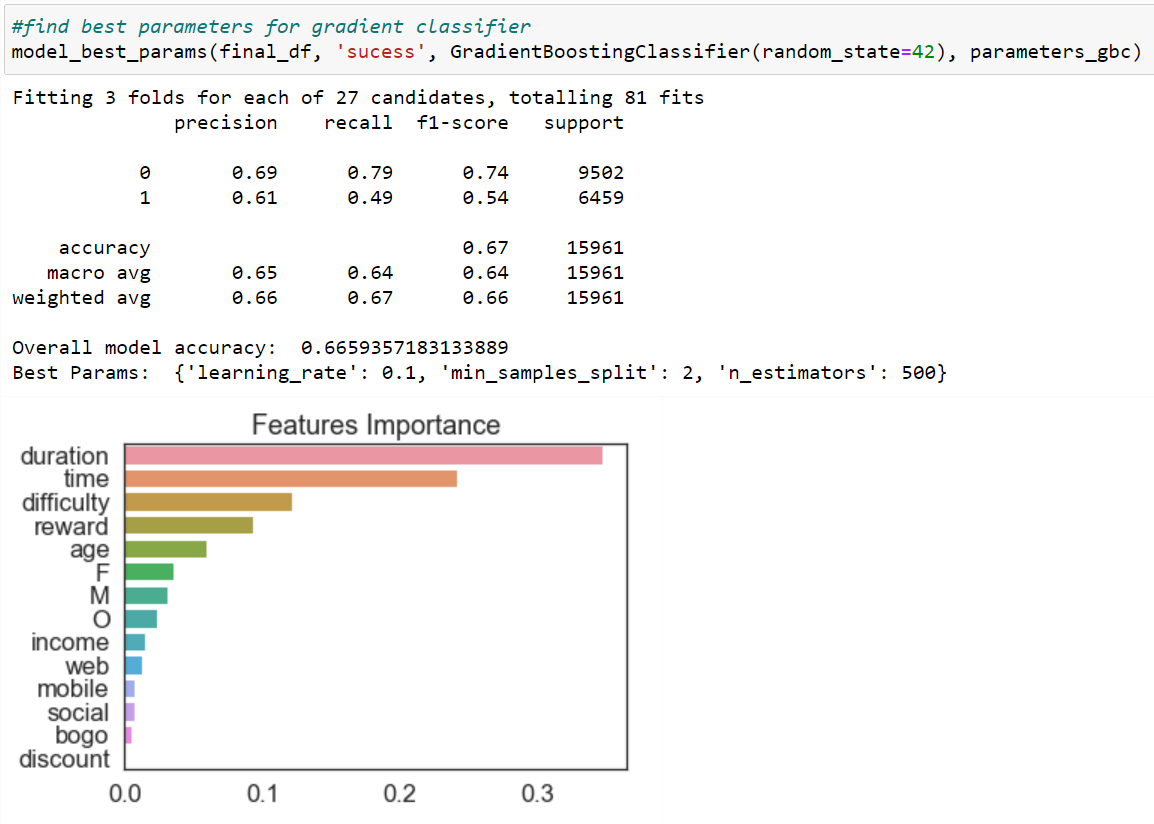 #find best parameters for gradient classifier
model_best_params(final_df, 'sucess', GradientBoostingClassifier(random_state=42), parameters_gbc)
Fitting 3 folds for each of 27 candidates, totalling 81 fits
precision recall f1-score support
0 0.69 0.79 0.74 9502
1 0.61 0.49 0.54 6459
accuracy 0.67 15961
macro avg 0.65 0.64 0.64 15961
weighted avg 0.66 0.67 0.66 15961
Overall model accuracy: 0.6659357183133889
Best Params: {'learning_rate': 0.1, 'min_samples_split': 2, 'n_estimators': 500}
Features Importance
duration
time
difficulty
reward
age
F
M
O
income
web
mobile
social
bogo
discount
0.0 0.1 0.2 0.3